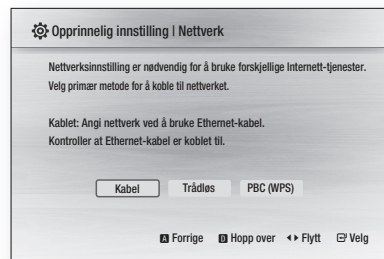 Opprinnelig innstilling | Nettverk
Nettverksinnstilling er nødvendig for å bruke forskjellige Internett-tjenester.
Velg primær metode for å koble til nettverket.
Kablet: Angi nettverk ved å bruke Ethernet-kabel.
Kontroller at Ethernet-kabel er koblet til.
Kabel Trådløs PBC (WPS)
A Forrige D Hopp over Flytt Velg